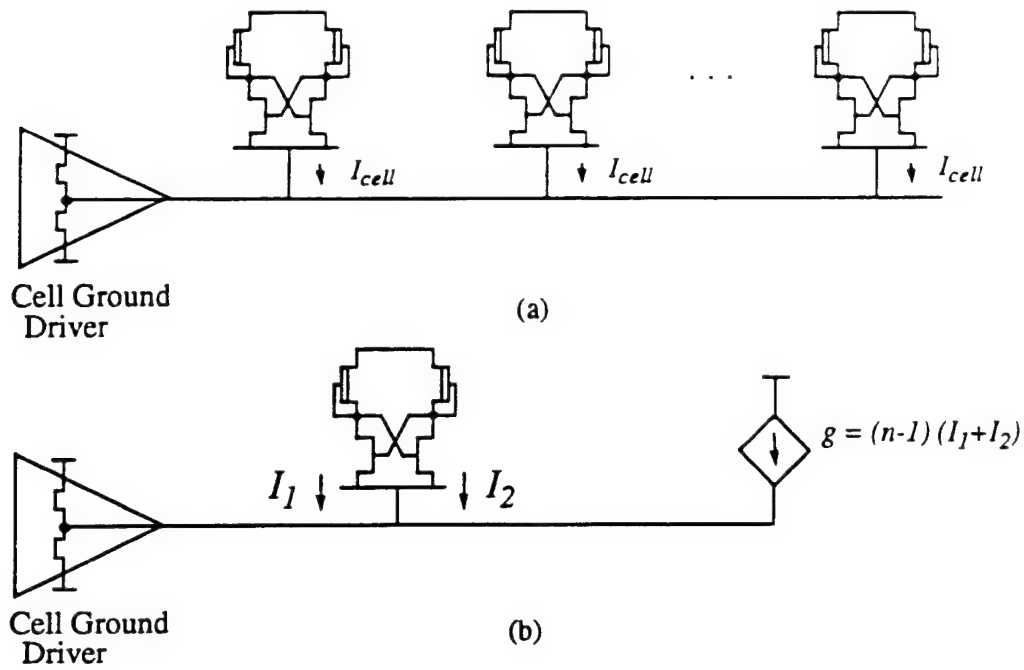 . . .
I_cell
I_cell
I_cell
Cell Ground
Driver
(a)
g = (n-1) (I_1+I_2)
I_1
I_2
Cell Ground
Driver
(b)